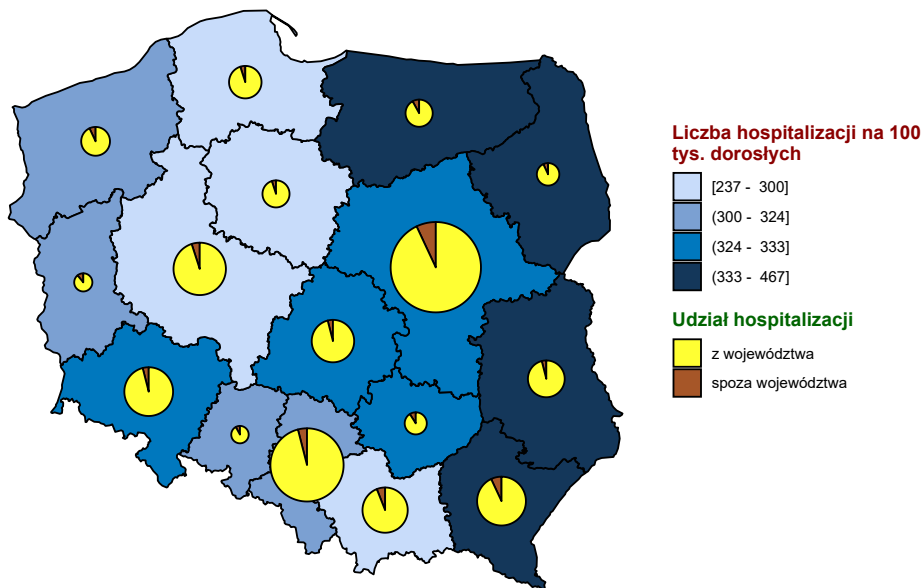 Liczba hospitalizacji na 100
tys. dorosłych
[237 - 300]
(300 - 324]
(324 - 333]
(333 - 467]
Udział hospitalizacji
z województwa
spoza województwa